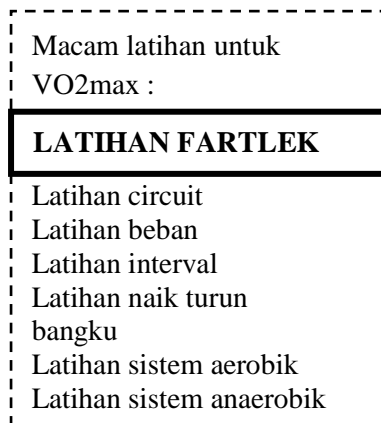 Macam latihan untuk
VO2max :
LATIHAN FARTLEK
Latihan circuit
Latihan beban
Latihan interval
Latihan naik turun
bangku
Latihan sistem aerobik
Latihan sistem anaerobik